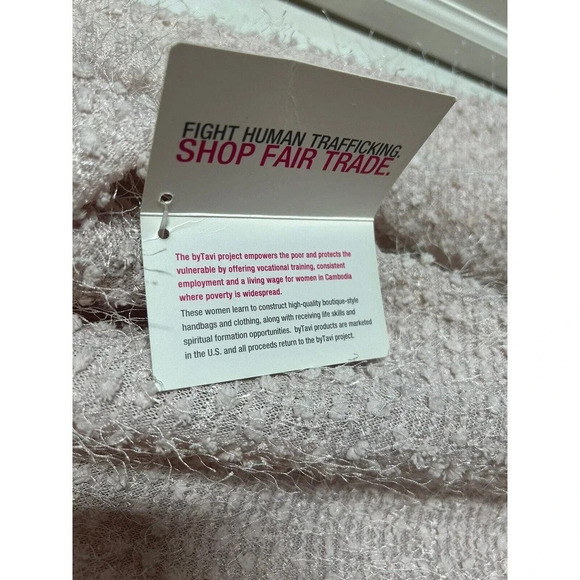 FIGHT HUMAN TRAFFICKING.
SHOP FAIR TRADE.
The byTavi project empowers the poor and protects the
vulnerable by offering vocational training, consistent
employment and a living wage for women in Cambodia
where poverty is widespread.
These women learn to construct high-quality boutique-style
handbags and clothing, along with receiving life skills and
spiritual formation opportunities. byTavi products are marketed
in the U.S. and all proceeds return to the byTavi project.